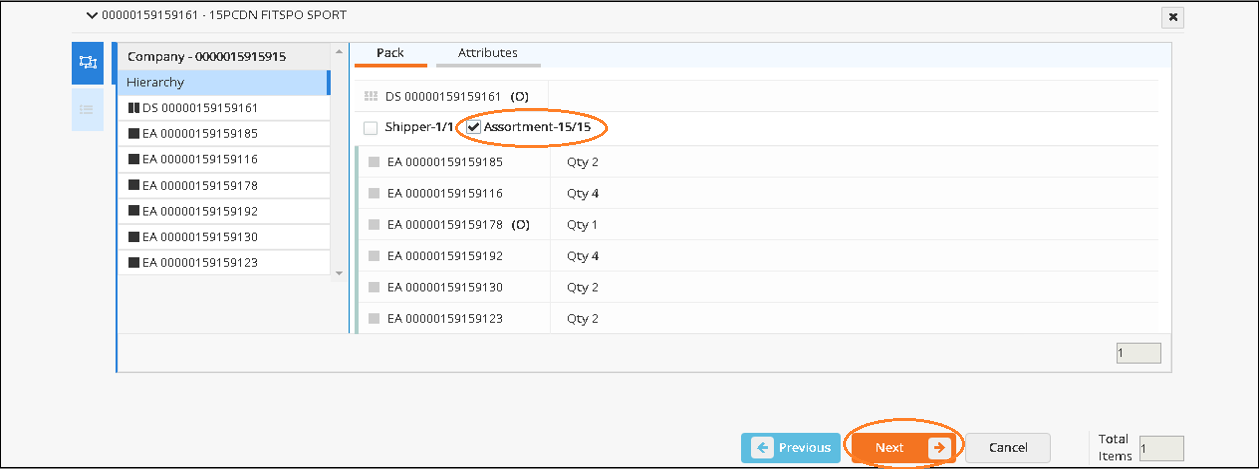 00000159159161 - 15PCDN FITSPO SPORT
Company - 0000015915915
Hierarchy
DS 00000159159161
EA 00000159159185
EA 00000159159116
EA 00000159159178
EA 00000159159192
EA 00000159159130
EA 00000159159123
Pack Attributes
DS 00000159159161 (O)
Shipper-1/1 Assortment-15/15
EA 00000159159185 Qty 2
EA 00000159159116 Qty 4
EA 00000159159178 (O) Qty 1
EA 00000159159192 Qty 4
EA 00000159159130 Qty 2
EA 00000159159123 Qty 2
1
Previous Next Cancel
Total Items 1